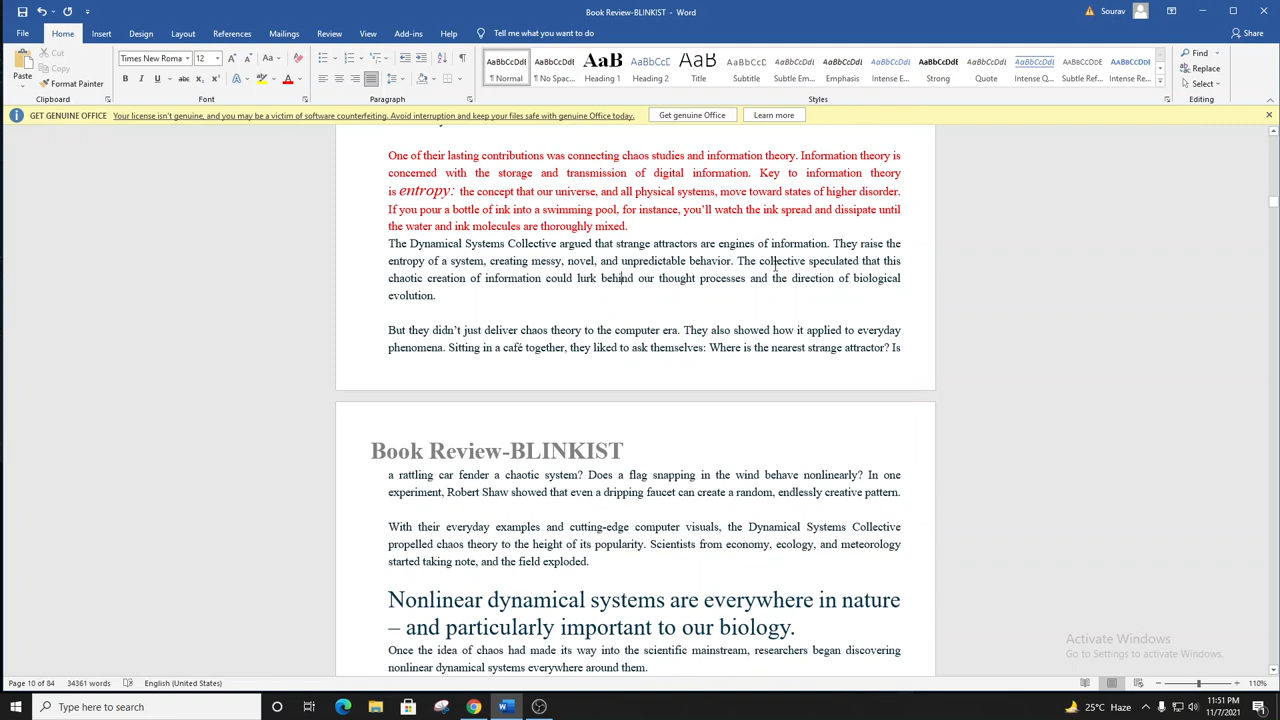 Book Review-BLINKIST - Word
Sourav
File Home Insert Design Layout References Mailings Review View Add-ins Help Tell me what you want to do Share
Paste
Cut
Copy
Format Painter
Clipboard
Times New Roma 12
Font
Paragraph
AaBbCcDdI AaBbCcDdI AaB AaBbCcDd AaB AaBbCcDd AaBbCcDdI AaBbCcDdI AaBbCcDdI AaBbCcDdI AaBbCcDdI AaBbCcDdI AaBbCcDdE AaBbCcDdI
¶ Normal ¶ No Spac... Heading 1 Heading 2 Title Subtitle Subtle Em... Emphasis Intense E... Strong Quote Intense Q... Subtle Ref... Intense Re...
Styles
Find
Replace
Select
Editing
GET GENUINE OFFICE Your license isn't genuine, and you may be a victim of software counterfeiting. Avoid interruption and keep your files safe with genuine Office today. Get genuine Office Learn more
One of their lasting contributions was connecting chaos studies and information theory. Information theory is
concerned with the storage and transmission of digital information. Key to information theory
is entropy: the concept that our universe, and all physical systems, move toward states of higher disorder.
If you pour a bottle of ink into a swimming pool, for instance, you’ll watch the ink spread and dissipate until
the water and ink molecules are thoroughly mixed.
The Dynamical Systems Collective argued that strange attractors are engines of information. They raise the
entropy of a system, creating messy, novel, and unpredictable behavior. The collective speculated that this
chaotic creation of information could lurk behind our thought processes and the direction of biological
evolution.
But they didn’t just deliver chaos theory to the computer era. They also showed how it applied to everyday
phenomena. Sitting in a café together, they liked to ask themselves: Where is the nearest strange attractor? Is
Book Review-BLINKIST
a rattling car fender a chaotic system? Does a flag snapping in the wind behave nonlinearly? In one
experiment, Robert Shaw showed that even a dripping faucet can create a random, endlessly creative pattern.
With their everyday examples and cutting-edge computer visuals, the Dynamical Systems Collective
propelled chaos theory to the height of its popularity. Scientists from economy, ecology, and meteorology
started taking note, and the field exploded.
Nonlinear dynamical systems are everywhere in nature
– and particularly important to our biology.
Once the idea of chaos had made its way into the scientific mainstream, researchers began discovering
nonlinear dynamical systems everywhere around them.
Activate Windows
Go to Settings to activate Windows.
Page 10 of 84 34361 words English (United States) 110%
Type here to search
25°C Haze
11:51 PM
11/7/2021